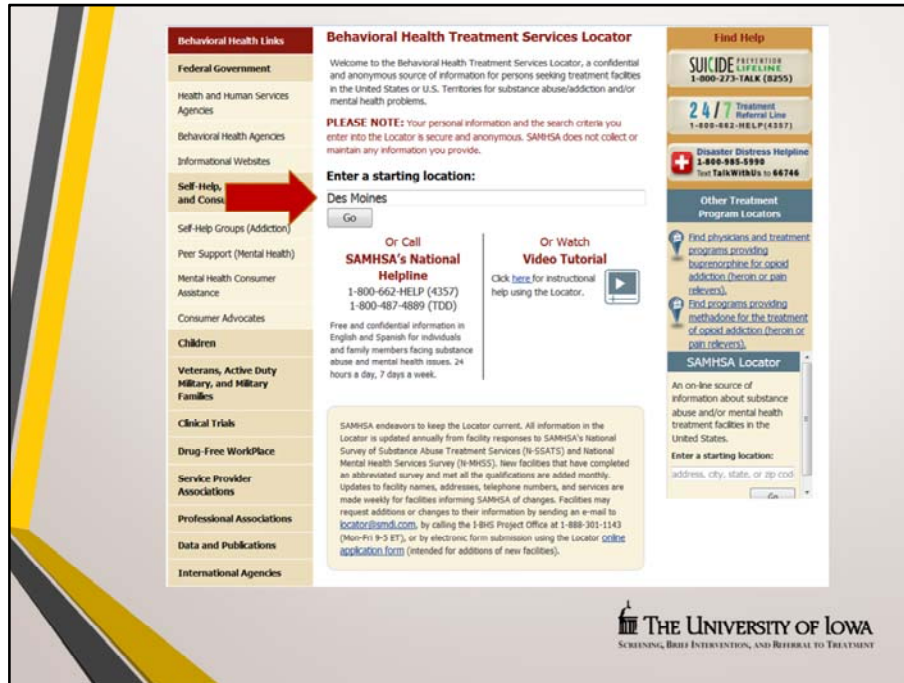 Behavioral Health Links
Federal Government
Health and Human Services
Agencies
Behavioral Health Agencies
Informational Websites
Self-Help,
and Consu
Self-Help Groups (Addiction)
Peer Support (Mental Health)
Mental Health Consumer
Assistance
Consumer Advocates
Children
Veterans, Active Duty
Military, and Military
Families
Clinical Trials
Drug-Free WorkPlace
Service Provider
Associations
Professional Associations
Data and Publications
International Agencies
Behavioral Health Treatment Services Locator
Welcome to the Behavioral Health Treatment Services Locator, a confidential
and anonymous source of information for persons seeking treatment facilities
in the United States or U.S. Territories for substance abuse/addiction and/or
mental health problems.
PLEASE NOTE: Your personal information and the search criteria you
enter into the Locator is secure and anonymous. SAMHSA does not collect or
maintain any information you provide.
Enter a starting location:
Des Moines
Go
Or Call
SAMHSA's National
Helpline
1-800-662-HELP (4357)
1-800-487-4889 (TDD)
Free and confidential information in
English and Spanish for individuals
and family members facing substance
abuse and mental health issues. 24
hours a day, 7 days a week.
Or Watch
Video Tutorial
Click here for instructional
help using the Locator.
SAMHSA endeavors to keep the Locator current. All information in the
Locator is updated annually from facility responses to SAMHSA's National
Survey of Substance Abuse Treatment Services (N-SSATS) and National
Mental Health Services Survey (N-MHSS). New facilities that have completed
an abbreviated survey and met all the qualifications are added monthly.
Updates to facility names, addresses, telephone numbers, and services are
made weekly for facilities informing SAMHSA of changes. Facilities may
request additions or changes to their information by sending an e-mail to
locator@smdi.com, by calling the I-BHS Project Office at 1-888-301-1143
(Mon-Fri 9-5 ET), or by electronic form submission using the Locator online
application form (intended for additions of new facilities).
Find Help
SUICIDE PREVENTION LIFELINE
1-800-273-TALK (8255)
24/7 Treatment
Referral Line
1-800-662-HELP(4357)
Disaster Distress Helpline
1-800-985-5990
Text TalkWithUs to 66746
Other Treatment
Program Locators
Find physicians and treatment
programs providing
buprenorphine for opioid
addiction (heroin or pain
relievers).
Find programs providing
methadone for the treatment
of opioid addiction (heroin or
pain relievers).
SAMHSA Locator
An on-line source of
information about substance
abuse and/or mental health
treatment facilities in the
United States.
Enter a starting location:
address, city, state, or zip cod
Go
THE UNIVERSITY OF IOWA
SCREENING, BRIEF INTERVENTION, AND REFERRAL TO TREATMENT